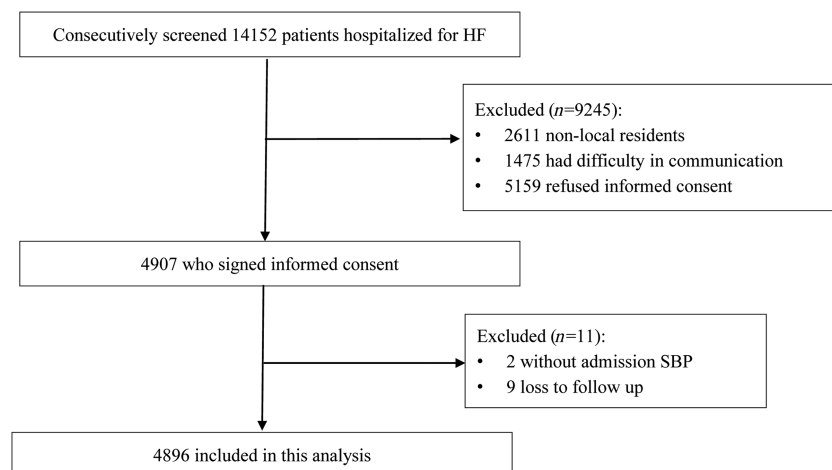 Consecutively screened 14152 patients hospitalized for HF
Excluded (n=9245):
• 2611 non-local residents
• 1475 had difficulty in communication
• 5159 refused informed consent
4907 who signed informed consent
Excluded (n=11):
• 2 without admission SBP
• 9 loss to follow up
4896 included in this analysis